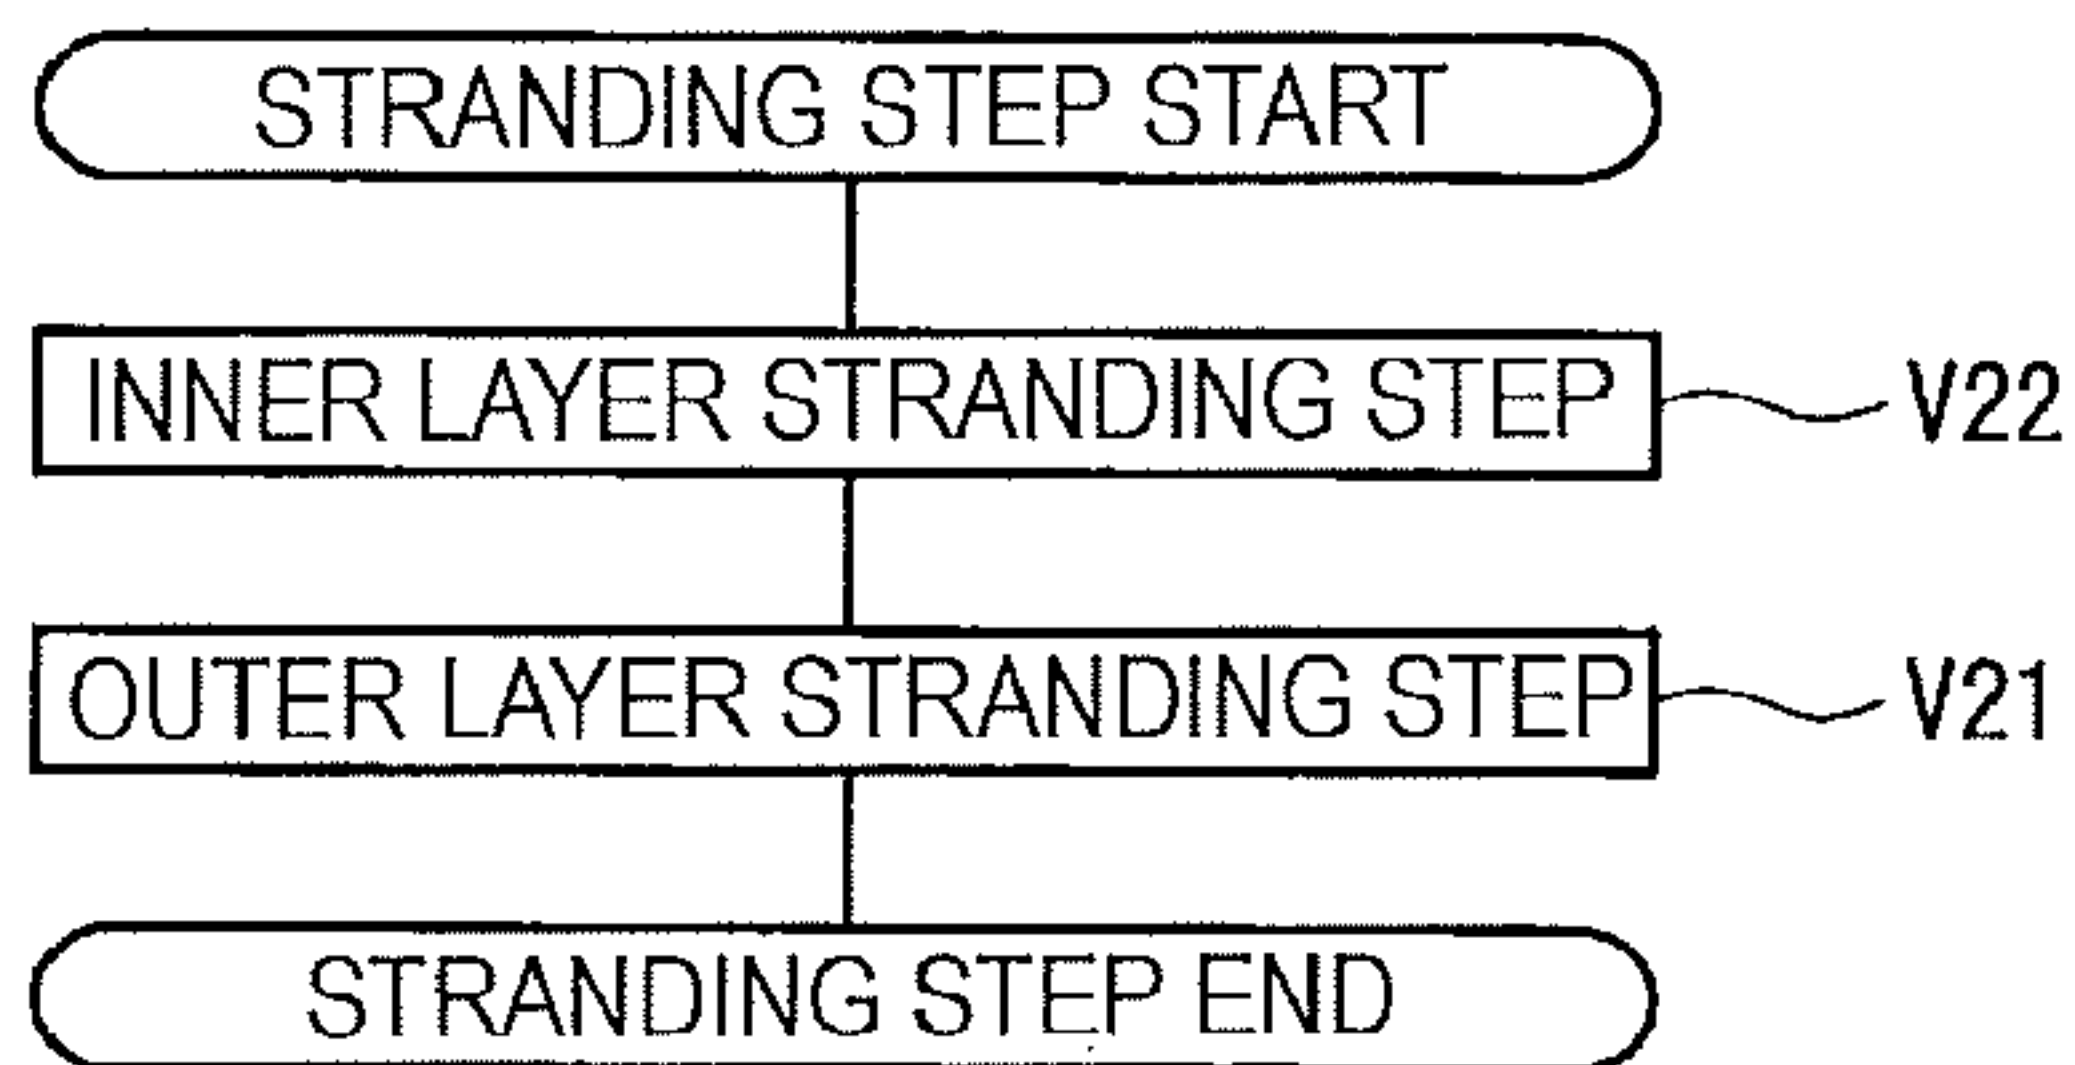 STRANDING STEP START
INNER LAYER STRANDING STEP V22
OUTER LAYER STRANDING STEP V21
STRANDING STEP END